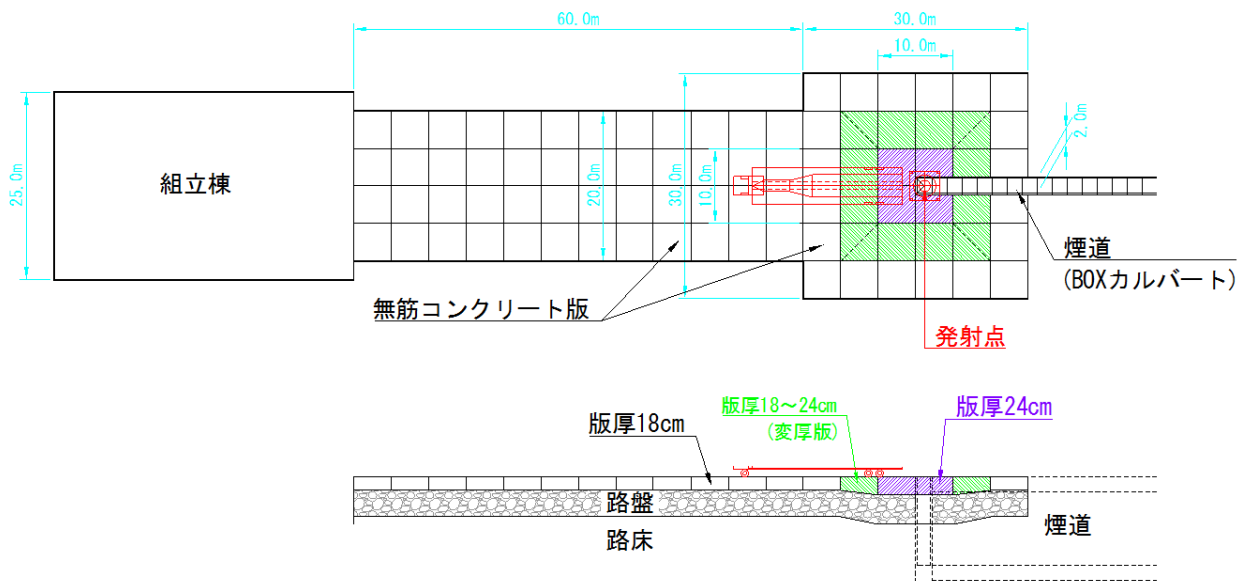 60.0m
30.0m
10.0m
25.0m
組立棟
20.0m
30.0m
10.0m
2.0m
煙道
(BOXカルバート)
無筋コンクリート版
発射点
版厚18cm
版厚18～24cm
(変厚版)
版厚24cm
路盤
路床
煙道